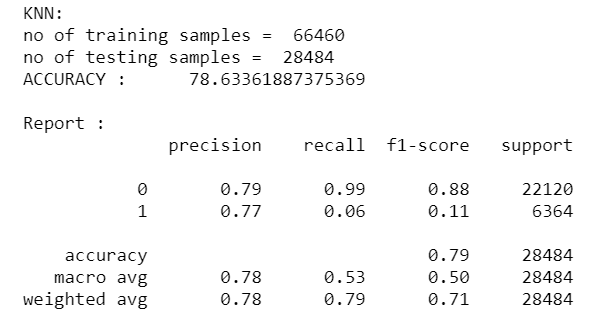 KNN:
no of training samples =  66460
no of testing samples =  28484
ACCURACY :      78.63361887375369
Report :
precision    recall  f1-score   support
0       0.79      0.99      0.88     22120
1       0.77      0.06      0.11      6364
accuracy                           0.79     28484
macro avg       0.78      0.53      0.50     28484
weighted avg       0.78      0.79      0.71     28484